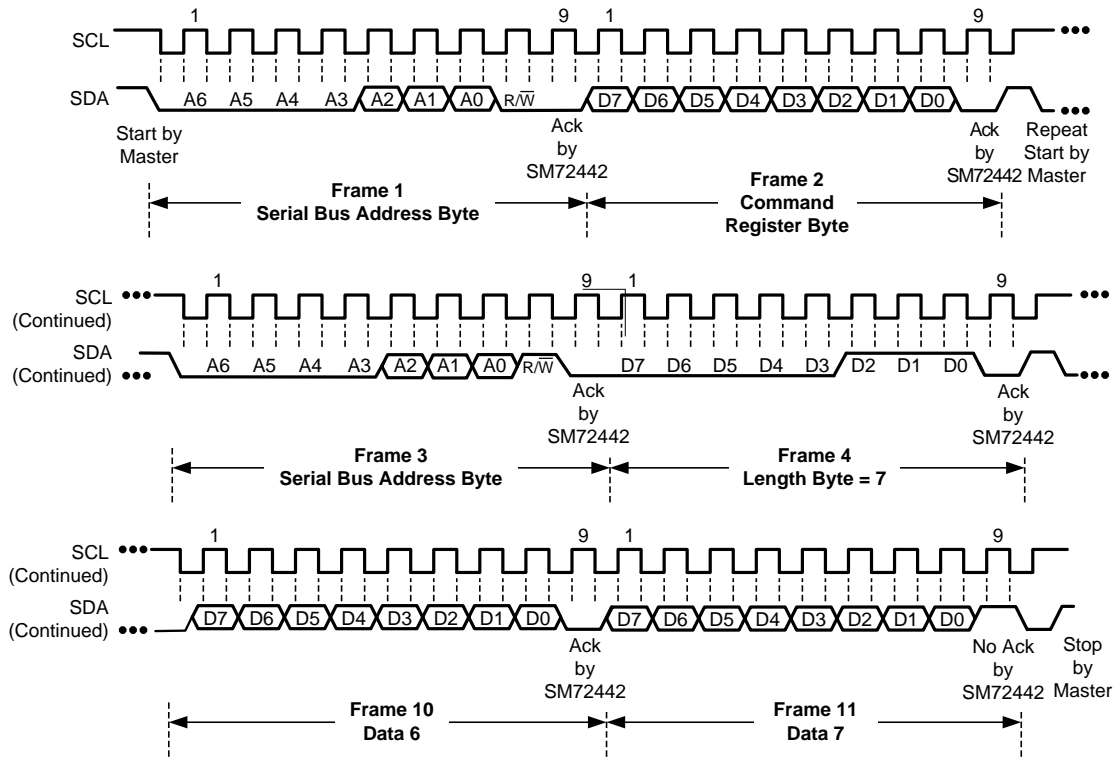 1 9 1 9
SCL
SDA A6 A5 A4 A3 A2 A1 A0 R/W̅ D7 D6 D5 D4 D3 D2 D1 D0
Start by
Master
Ack
by
SM72442
Ack
by
SM72442
Repeat
Start by
Master
Frame 1
Serial Bus Address Byte
Frame 2
Command
Register Byte
1 9 1 9
SCL
(Continued)
SDA
(Continued)
A6 A5 A4 A3 A2 A1 A0 R/W̅ D7 D6 D5 D4 D3 D2 D1 D0
Ack
by
SM72442
Ack
by
SM72442
Frame 3
Serial Bus Address Byte
Frame 4
Length Byte = 7
1 9 1 9
SCL
(Continued)
SDA
(Continued)
D7 D6 D5 D4 D3 D2 D1 D0 D7 D6 D5 D4 D3 D2 D1 D0
Ack
by
SM72442
No Ack
by
SM72442
Stop
by
Master
Frame 10
Data 6
Frame 11
Data 7